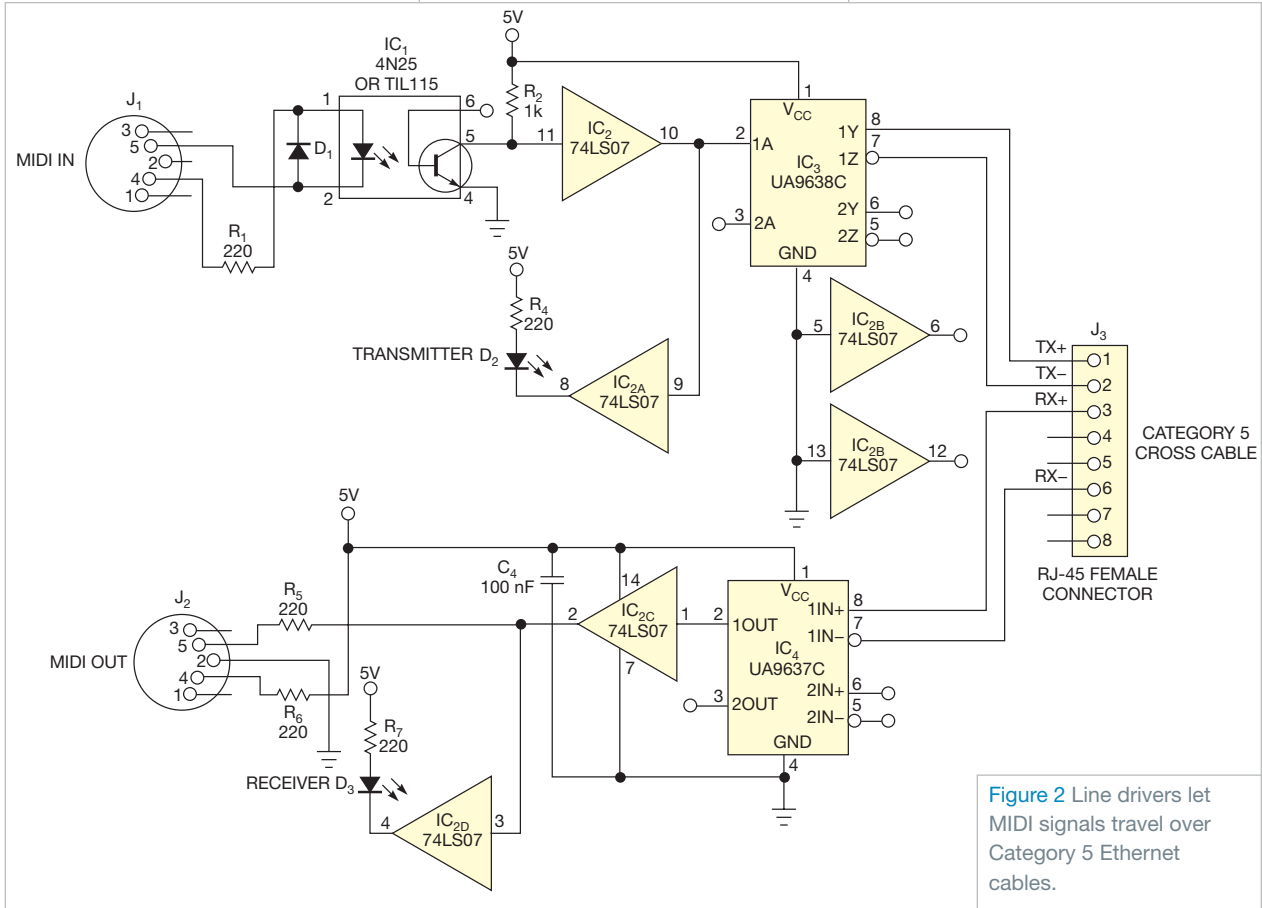 5V
IC1
4N25
OR TIL115
J1
MIDI IN
3
5
2
4
1
R1
220
D1
1
2
6
5
4
R2
1k
11
IC2
74LS07
10
2
1
VCC
1A
IC3
UA9638C
1Y
8
1Z
7
3
2A
2Y
6
2Z
5
GND
4
5V
R4
220
TRANSMITTER D2
8
IC2A
74LS07
9
5
IC2B
74LS07
6
13
IC2B
74LS07
12
J3
TX+
1
TX−
2
RX+
3
4
5
RX−
6
7
8
CATEGORY 5
CROSS CABLE
RJ-45 FEMALE
CONNECTOR
5V
J2
MIDI OUT
3
5
2
4
1
R5
220
R6
220
C4
100 nF
14
2
IC2C
74LS07
1
7
2
1
VCC
1OUT
IC4
UA9637C
1IN+
8
1IN−
7
3
2OUT
2IN+
6
2IN−
5
GND
4
5V
R7
220
RECEIVER D3
4
IC2D
74LS07
3
Figure 2 Line drivers let
MIDI signals travel over
Category 5 Ethernet
cables.